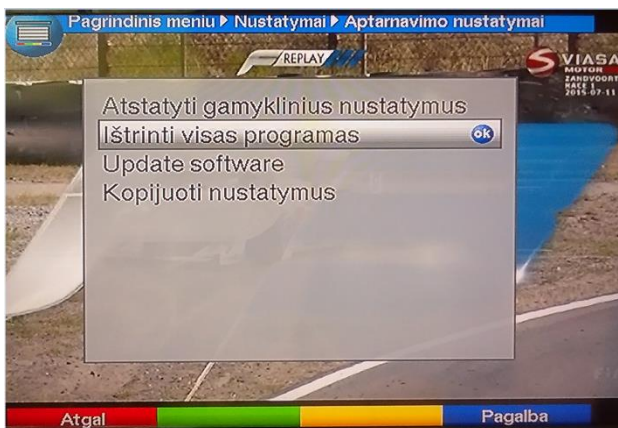 Pagrindinis meniu Nustatymai Aptarnavimo nustatymai
REPLAY
VIASA
MOTOR
ZANDVOORT
RACE 1
2015-07-11
Atstatyti gamyklinius nustatymus
Ištrinti visas programas ok
Update software
Kopijuoti nustatymus
Atgal Pagalba